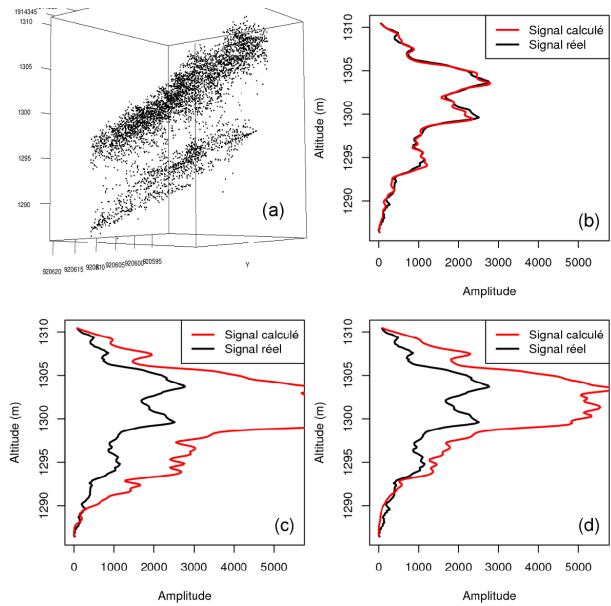 1914345
1310
1305
1300
1295
1290
(a)
920620
920615
920605
920600
920595
Y
1310
1305
1300
1295
1290
Altitude (m)
Signal calculé
Signal réel
(b)
0 1000 2000 3000 4000 5000
Amplitude
1310
1305
1300
1295
1290
Altitude (m)
Signal calculé
Signal réel
(c)
0 1000 2000 3000 4000 5000
Amplitude
1310
1305
1300
1295
1290
Altitude (m)
Signal calculé
Signal réel
(d)
0 1000 2000 3000 4000 5000
Amplitude